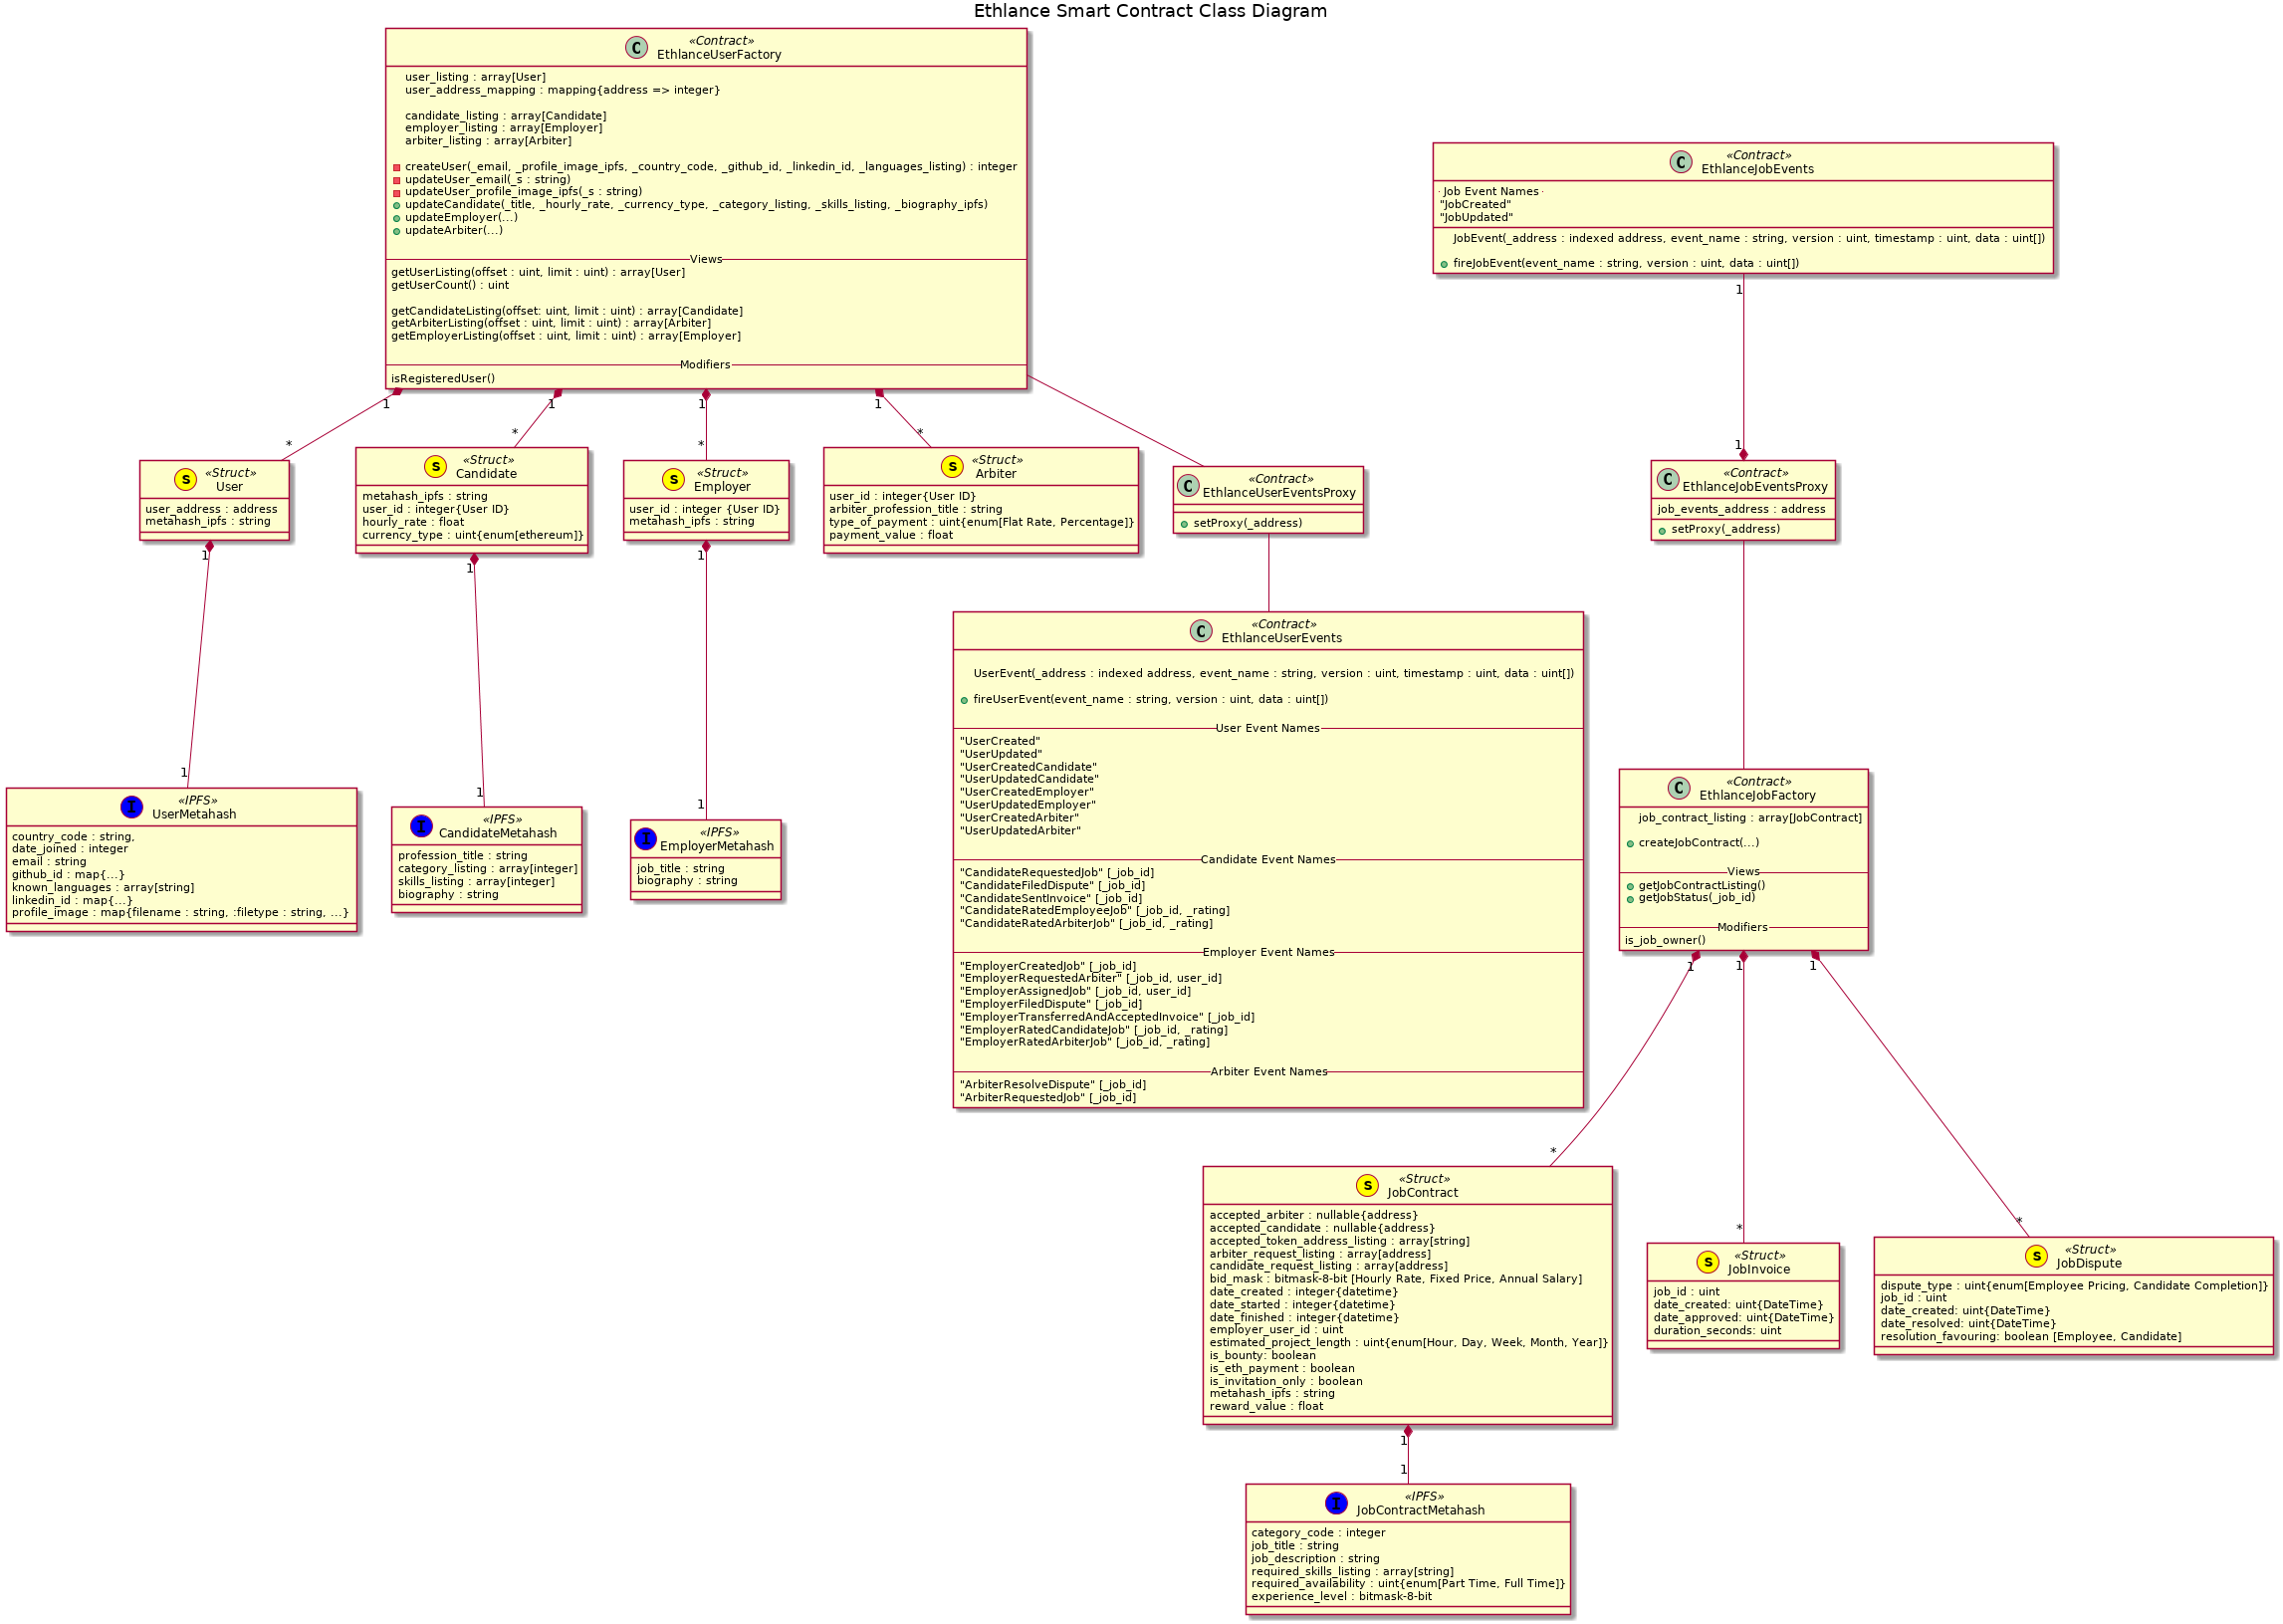 Ethlance Smart Contract Class Diagram
C
«Contract»
EthlanceUserFactory
user_listing : array[User]
user_address_mapping : mapping{address => integer}
candidate_listing : array[Candidate]
employer_listing : array[Employer]
arbiter_listing : array[Arbiter]
createUser(_email, _profile_image_ipfs, _country_code, _github_id, _linkedin_id, _languages_listing) : integer
updateUser_email(_s : string)
updateUser_profile_image_ipfs(_s : string)
updateCandidate(_title, _hourly_rate, _currency_type, _category_listing, _skills_listing, _biography_ipfs)
updateEmployer(...)
updateArbiter(...)
Views
getUserListing(offset : uint, limit : uint) : array[User]
getUserCount() : uint
getCandidateListing(offset: uint, limit : uint) : array[Candidate]
getArbiterListing(offset : uint, limit : uint) : array[Arbiter]
getEmployerListing(offset : uint, limit : uint) : array[Employer]
Modifiers
isRegisteredUser()
C
«Contract»
EthlanceJobEvents
Job Event Names
"JobCreated"
"JobUpdated"
JobEvent(_address : indexed address, event_name : string, version : uint, timestamp : uint, data : uint[])
fireJobEvent(event_name : string, version : uint, data : uint[])
1
1
1
1
1
*
*
*
*
1
S
«Struct»
User
user_address : address
metahash_ipfs : string
S
«Struct»
Candidate
metahash_ipfs : string
user_id : integer{User ID}
hourly_rate : float
currency_type : uint{enum[ethereum]}
S
«Struct»
Employer
user_id : integer {User ID}
metahash_ipfs : string
S
«Struct»
Arbiter
user_id : integer{User ID}
arbiter_profession_title : string
type_of_payment : uint{enum[Flat Rate, Percentage]}
payment_value : float
C
«Contract»
EthlanceUserEventsProxy
setProxy(_address)
C
«Contract»
EthlanceJobEventsProxy
job_events_address : address
setProxy(_address)
1
1
1
C
«Contract»
EthlanceUserEvents
UserEvent(_address : indexed address, event_name : string, version : uint, timestamp : uint, data : uint[])
fireUserEvent(event_name : string, version : uint, data : uint[])
User Event Names
"UserCreated"
"UserUpdated"
"UserCreatedCandidate"
"UserUpdatedCandidate"
"UserCreatedEmployer"
"UserUpdatedEmployer"
"UserCreatedArbiter"
"UserUpdatedArbiter"
Candidate Event Names
"CandidateRequestedJob" [_job_id]
"CandidateFiledDispute" [_job_id]
"CandidateSentInvoice" [_job_id]
"CandidateRatedEmployeeJob" [_job_id, _rating]
"CandidateRatedArbiterJob" [_job_id, _rating]
Employer Event Names
"EmployerCreatedJob" [_job_id]
"EmployerRequestedArbiter" [_job_id, user_id]
"EmployerAssignedJob" [_job_id, user_id]
"EmployerFiledDispute" [_job_id]
"EmployerTransferredAndAcceptedInvoice" [_job_id]
"EmployerRatedCandidateJob" [_job_id, _rating]
"EmployerRatedArbiterJob" [_job_id, _rating]
Arbiter Event Names
"ArbiterResolveDispute" [_job_id]
"ArbiterRequestedJob" [_job_id]
1
1
1
I
«IPFS»
UserMetahash
country_code : string,
date_joined : integer
email : string
github_id : map{...}
known_languages : array[string]
linkedin_id : map{...}
profile_image : map{filename : string, :filetype : string, ...}
I
«IPFS»
CandidateMetahash
profession_title : string
category_listing : array[integer]
skills_listing : array[integer]
biography : string
I
«IPFS»
EmployerMetahash
job_title : string
biography : string
C
«Contract»
EthlanceJobFactory
job_contract_listing : array[JobContract]
createJobContract(...)
Views
getJobContractListing()
getJobStatus(_job_id)
Modifiers
is_job_owner()
1
1
1
*
*
*
S
«Struct»
JobContract
accepted_arbiter : nullable{address}
accepted_candidate : nullable{address}
accepted_token_address_listing : array[string]
arbiter_request_listing : array[address]
candidate_request_listing : array[address]
bid_mask : bitmask-8-bit [Hourly Rate, Fixed Price, Annual Salary]
date_created : integer{datetime}
date_started : integer{datetime}
date_finished : integer{datetime}
employer_user_id : uint
estimated_project_length : uint{enum[Hour, Day, Week, Month, Year]}
is_bounty: boolean
is_eth_payment : boolean
is_invitation_only : boolean
metahash_ipfs : string
reward_value : float
S
«Struct»
JobInvoice
job_id : uint
date_created: uint{DateTime}
date_approved: uint{DateTime}
duration_seconds: uint
S
«Struct»
JobDispute
dispute_type : uint{enum[Employee Pricing, Candidate Completion]}
job_id : uint
date_created: uint{DateTime}
date_resolved: uint{DateTime}
resolution_favouring: boolean [Employee, Candidate]
1
1
I
«IPFS»
JobContractMetahash
category_code : integer
job_title : string
job_description : string
required_skills_listing : array[string]
required_availability : uint{enum[Part Time, Full Time]}
experience_level : bitmask-8-bit